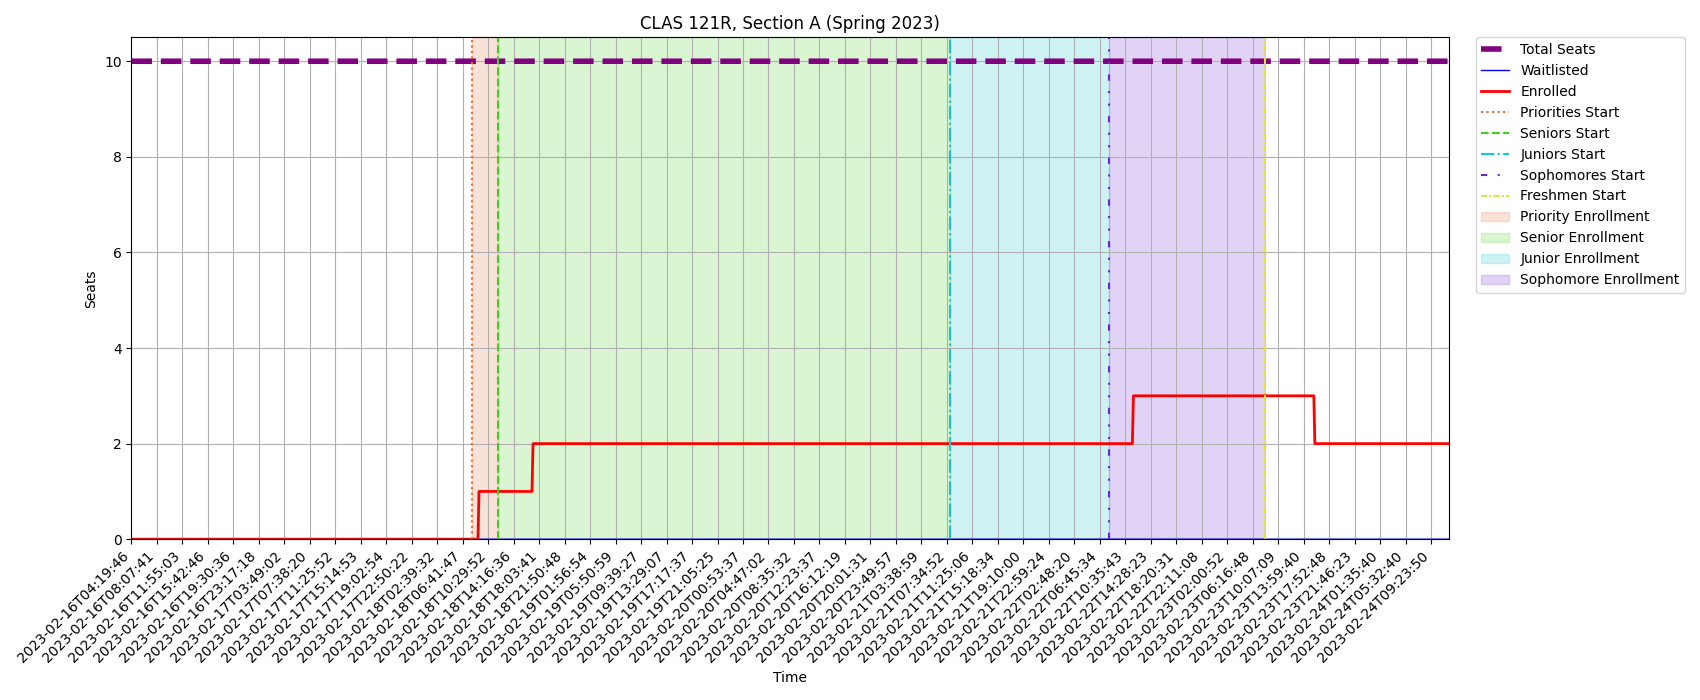 CLAS 121R, Section A (Spring 2023)
Seats
10
8
6
4
2
0
2023-02-16T04:19:46
2023-02-16T08:07:41
2023-02-16T11:55:03
2023-02-16T15:42:46
2023-02-16T19:30:36
2023-02-16T23:17:18
2023-02-17T03:49:02
2023-02-17T07:38:20
2023-02-17T11:25:52
2023-02-17T15:14:53
2023-02-17T19:02:54
2023-02-17T22:50:22
2023-02-18T02:39:32
2023-02-18T06:41:47
2023-02-18T10:29:52
2023-02-18T14:16:36
2023-02-18T18:03:41
2023-02-18T21:50:48
2023-02-19T01:56:54
2023-02-19T05:50:59
2023-02-19T09:39:27
2023-02-19T13:29:07
2023-02-19T17:17:37
2023-02-19T21:05:25
2023-02-20T00:53:37
2023-02-20T04:47:02
2023-02-20T08:35:32
2023-02-20T12:23:37
2023-02-20T16:12:19
2023-02-20T20:01:31
2023-02-20T23:49:57
2023-02-21T03:38:59
2023-02-21T07:34:52
2023-02-21T11:25:06
2023-02-21T15:18:34
2023-02-21T19:10:00
2023-02-21T22:59:24
2023-02-22T02:48:20
2023-02-22T06:45:34
2023-02-22T10:35:43
2023-02-22T14:28:23
2023-02-22T18:20:31
2023-02-22T22:11:08
2023-02-23T02:00:52
2023-02-23T06:16:48
2023-02-23T10:07:09
2023-02-23T13:59:40
2023-02-23T17:52:48
2023-02-23T21:46:23
2023-02-24T01:35:40
2023-02-24T05:32:40
2023-02-24T09:23:50
Time
Total Seats
Waitlisted
Enrolled
Priorities Start
Seniors Start
Juniors Start
Sophomores Start
Freshmen Start
Priority Enrollment
Senior Enrollment
Junior Enrollment
Sophomore Enrollment